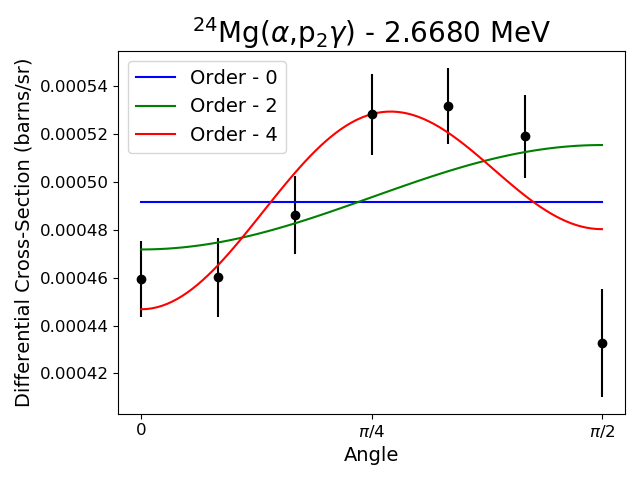 ²⁴Mg(α,p₂γ) - 2.6680 MeV
Order - 0
Order - 2
Order - 4
Differential Cross-Section (barns/sr)
0.00054
0.00052
0.00050
0.00048
0.00046
0.00044
0.00042
0
π/4
π/2
Angle